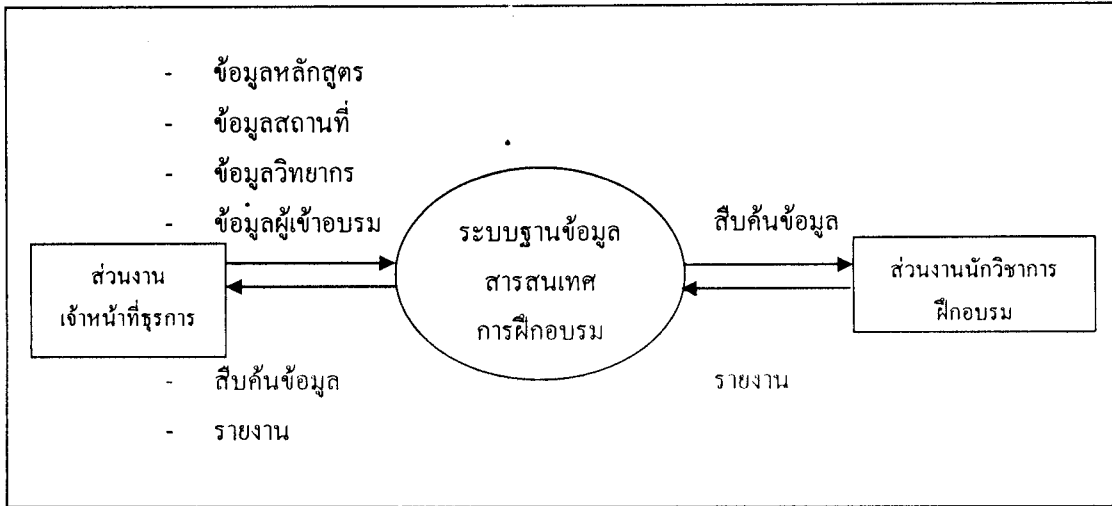 - ข้อมูลหลักสูตร
- ข้อมูลสถานที่
- ข้อมูลวิทยากร
- ข้อมูลผู้เข้าอบรม
ส่วนงาน
เจ้าหน้าที่ธุรการ
ระบบฐานข้อมูล
สารสนเทศ
การฝึกอบรม
สืบค้นข้อมูล
ส่วนงานนักวิชาการ
ฝึกอบรม
- สืบค้นข้อมูล
- รายงาน
รายงาน